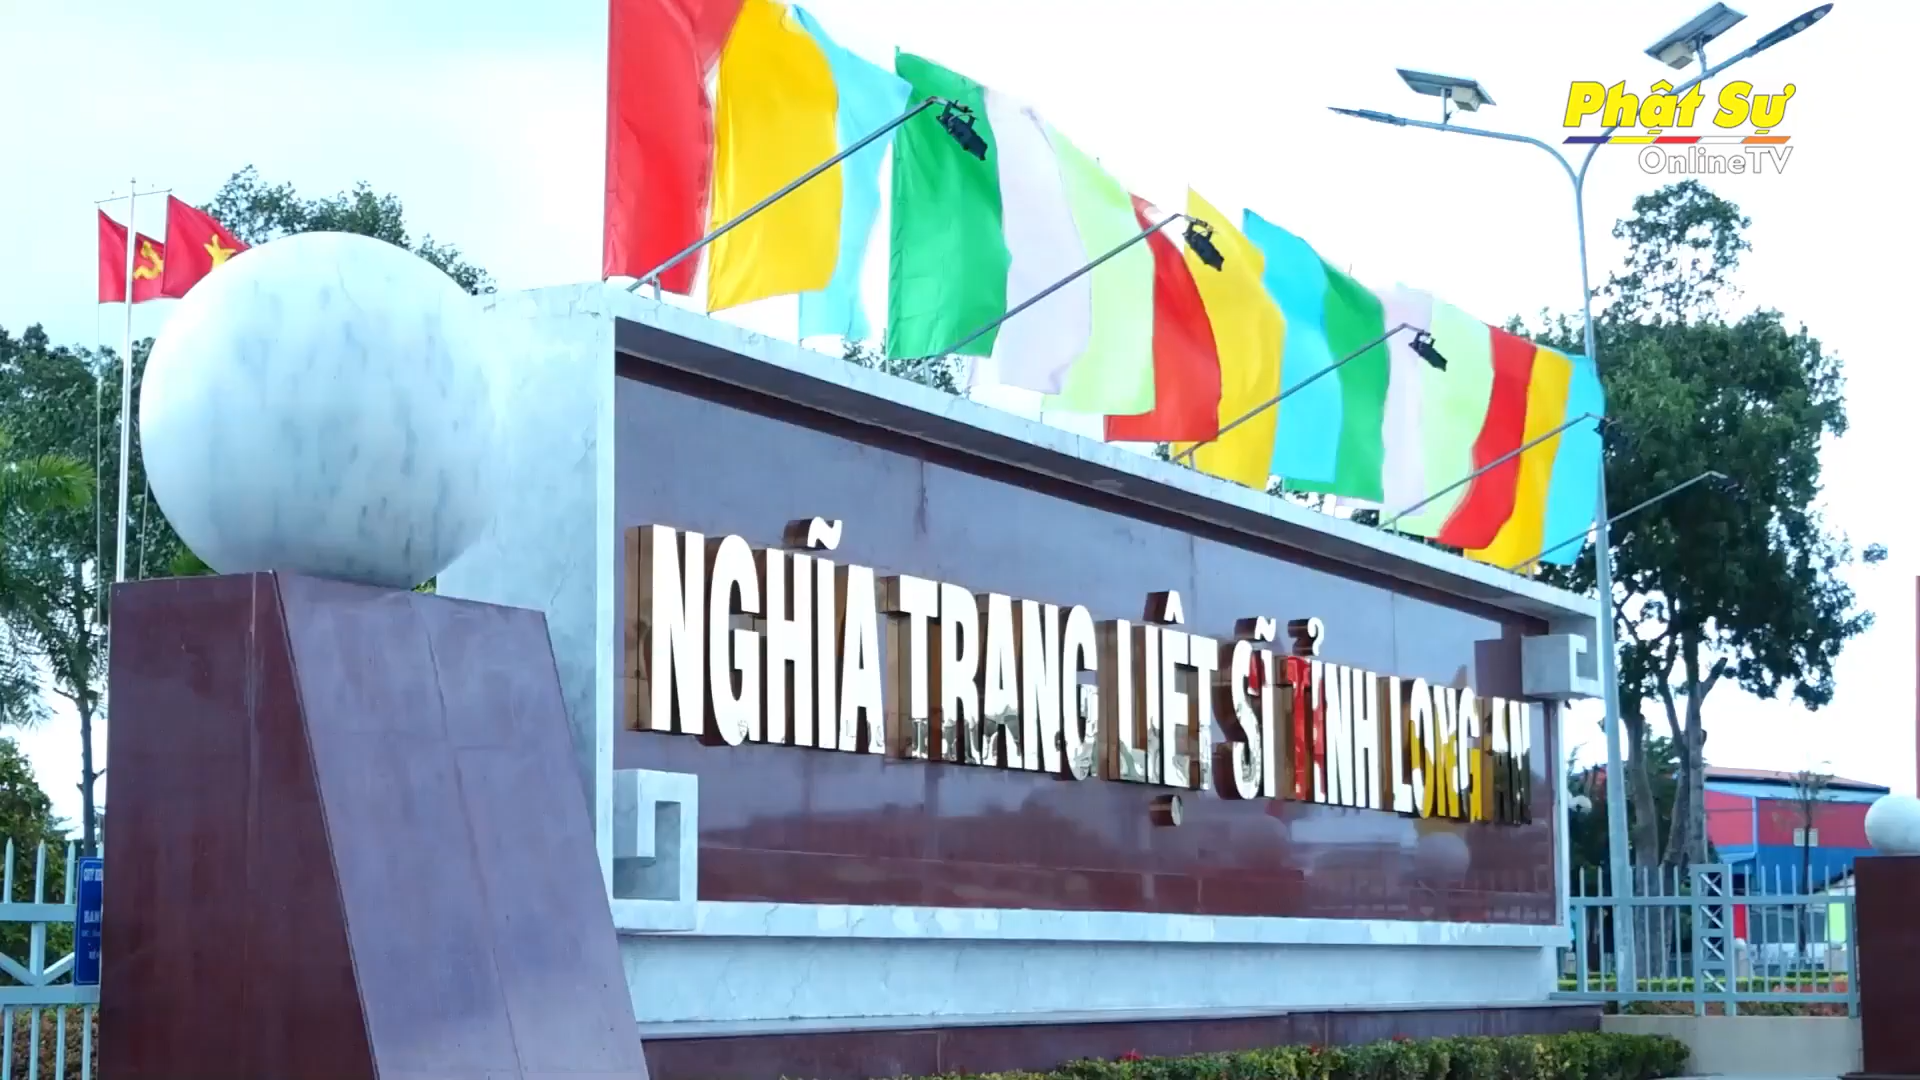 Phật Sự
OnlineTV
NGHĨA TRANG LIỆT SĨ TỈNH LONG AN